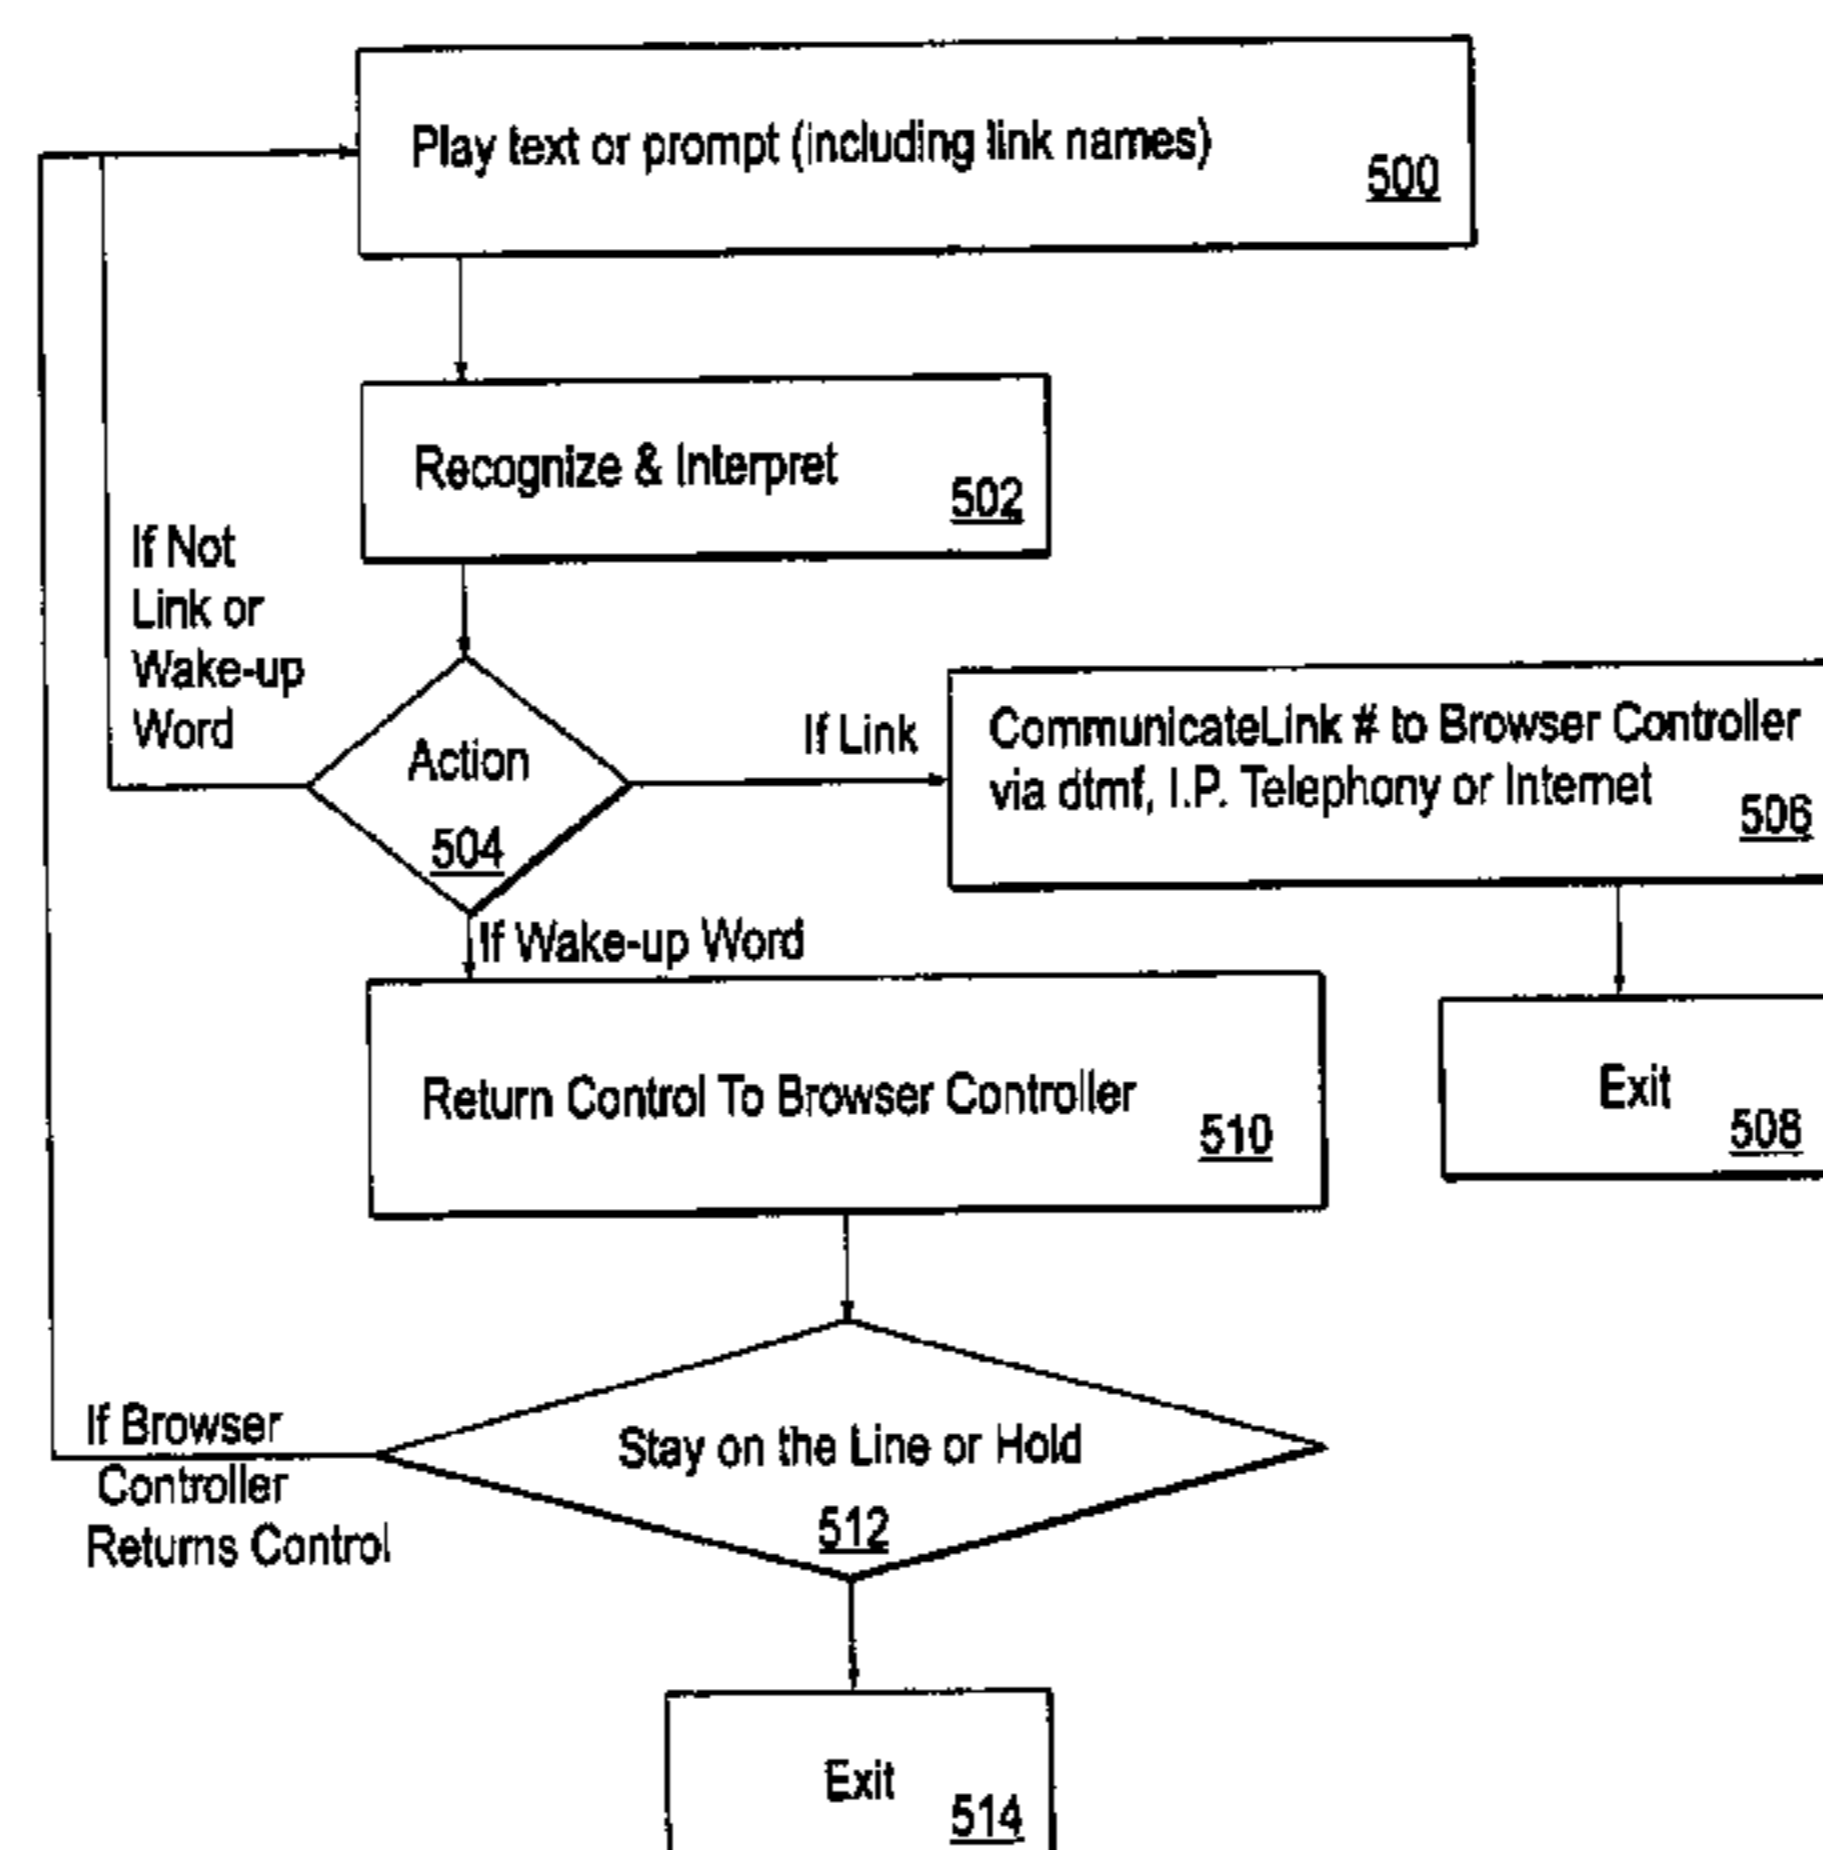 Play text or prompt (including link names)
500
Recognize & Interpret
502
If Not
Link or
Wake-up
Word
Action
504
If Link
CommunicateLink # to Browser Controller
via dtmf, I.P. Telephony or Internet
506
If Wake-up Word
Return Control To Browser Controller
510
Exit
508
Stay on the Line or Hold
512
If Browser
Controller
Returns Control
Exit
514